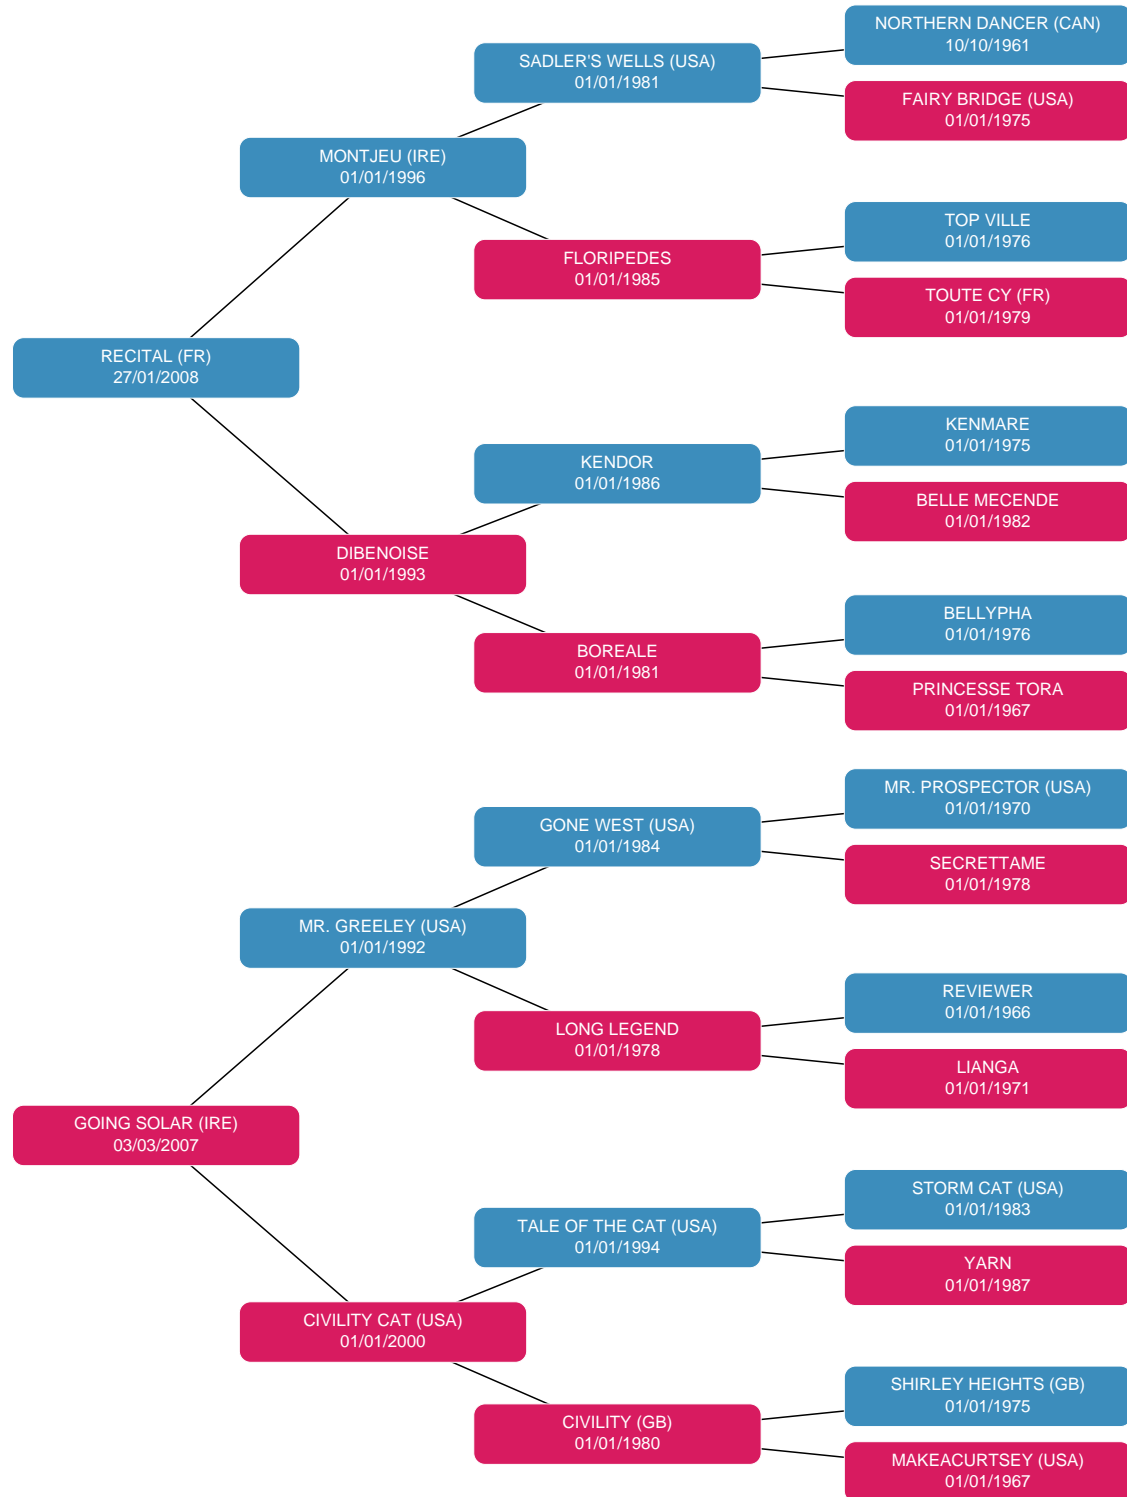 NORTHERN DANCER (CAN)
10/10/1961
SADLER'S WELLS (USA)
01/01/1981
FAIRY BRIDGE (USA)
01/01/1975
MONTJEU (IRE)
01/01/1996
TOP VILLE
01/01/1976
FLORIPEDES
01/01/1985
TOUTE CY (FR)
01/01/1979
RECITAL (FR)
27/01/2008
KENMARE
01/01/1975
KENDOR
01/01/1986
BELLE MECENDE
01/01/1982
DIBENOISE
01/01/1993
BELLYPHA
01/01/1976
BOREALE
01/01/1981
PRINCESSE TORA
01/01/1967
MR. PROSPECTOR (USA)
01/01/1970
GONE WEST (USA)
01/01/1984
SECRETTAME
01/01/1978
MR. GREELEY (USA)
01/01/1992
REVIEWER
01/01/1966
LONG LEGEND
01/01/1978
LIANGA
01/01/1971
GOING SOLAR (IRE)
03/03/2007
STORM CAT (USA)
01/01/1983
TALE OF THE CAT (USA)
01/01/1994
YARN
01/01/1987
CIVILITY CAT (USA)
01/01/2000
SHIRLEY HEIGHTS (GB)
01/01/1975
CIVILITY (GB)
01/01/1980
MAKEACURTSEY (USA)
01/01/1967